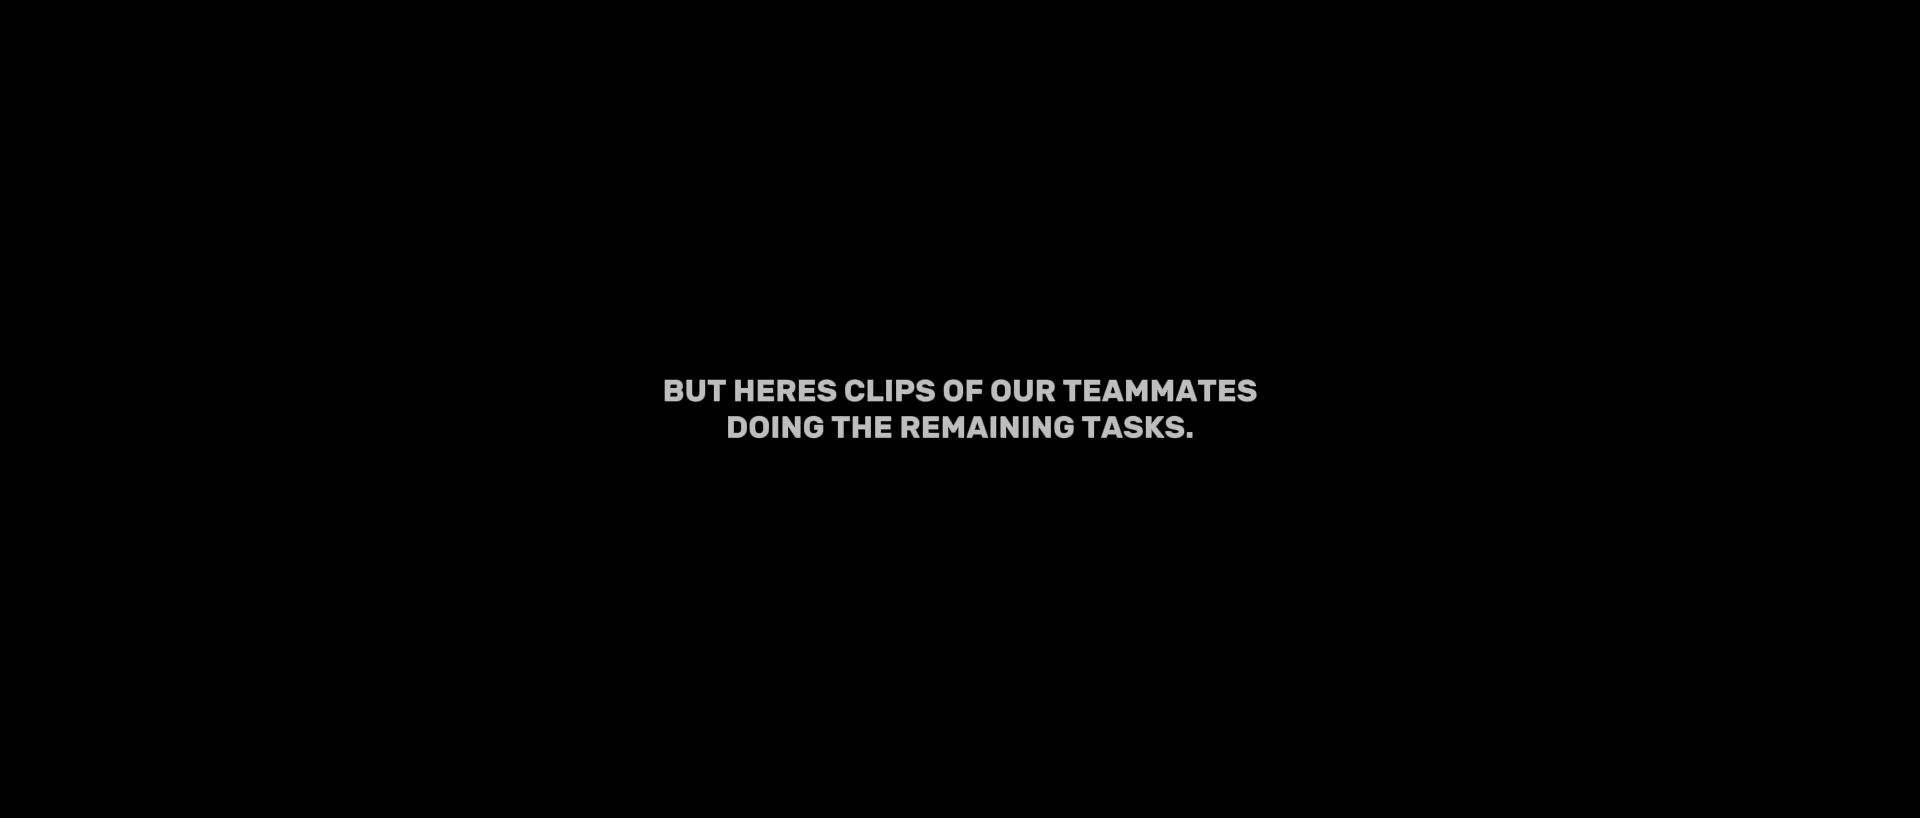 BUT HERES CLIPS OF OUR TEAMMATES
DOING THE REMAINING TASKS.